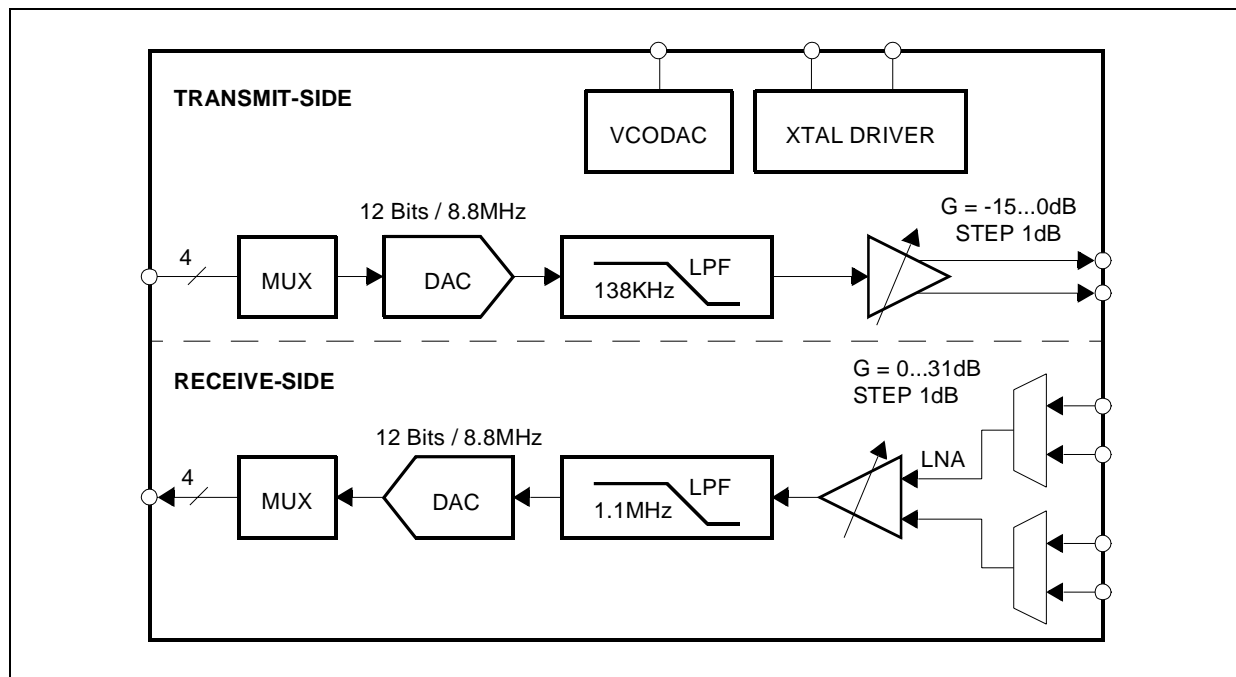 TRANSMIT-SIDE
VCODAC
XTAL DRIVER
12 Bits / 8.8MHz
G = -15...0dB
STEP 1dB
4
MUX
DAC
LPF
138KHz
RECEIVE-SIDE
G = 0...31dB
STEP 1dB
12 Bits / 8.8MHz
LNA
4
MUX
DAC
LPF
1.1MHz